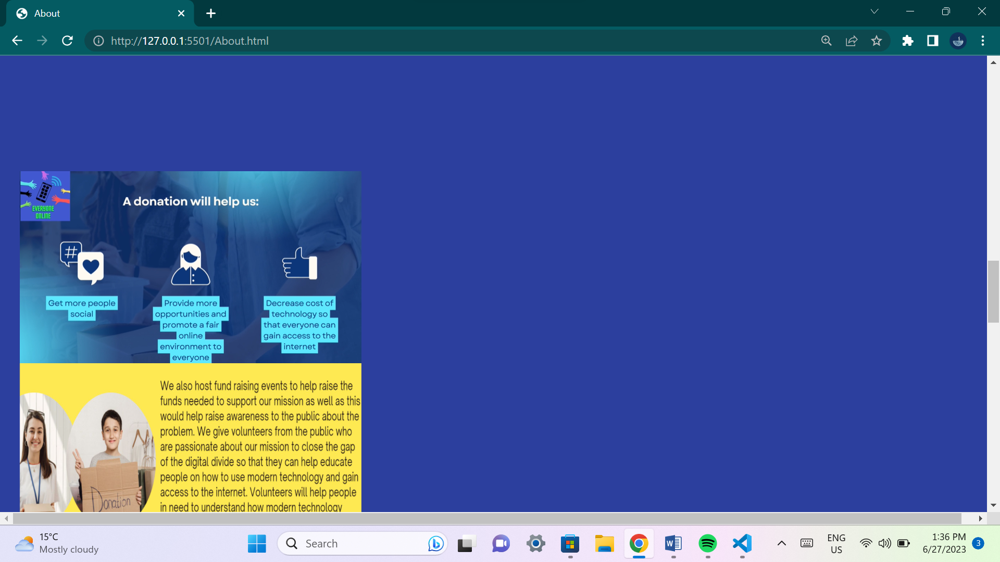 About
http://127.0.0.1:5501/About.html
EVERYONE
ONLINE
A donation will help us:
#
Get more people
social
Provide more
opportunities and
promote a fair
online
environment to
everyone
Decrease cost of
technology so
that everyone can
gain access to the
internet
We also host fund raising events to help raise the
funds needed to support our mission as well as this
would help raise awareness to the public about the
problem. We give volunteers from the public who
are passionate about our mission to close the gap
of the digital divide so that they can help educate
people on how to use modern technology and gain
access to the internet. Volunteers will help people
in need to understand how modern technology
Donation
15°C
Mostly cloudy
Search
W
ENG
US
1:36 PM
6/27/2023
3